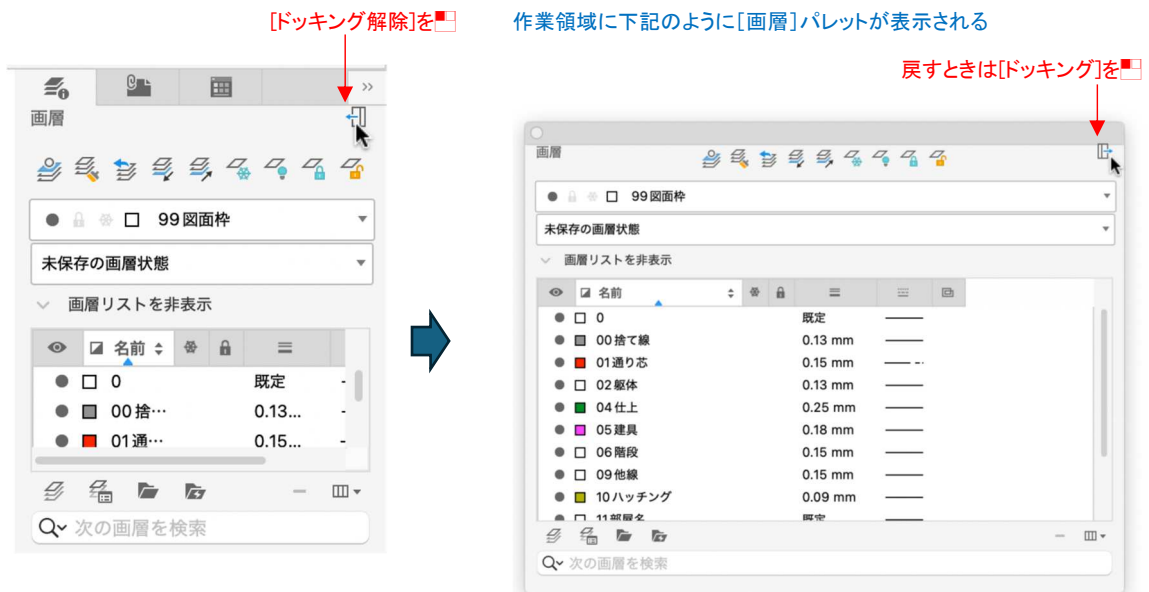 [ドッキング解除]を
作業領域に下記のように[画層]パレットが表示される
戻すときは[ドッキング]を
画層
99図面枠
未保存の画層状態
画層リストを非表示
名前
0 既定
00捨… 0.13...
01通… 0.15...
次の画層を検索
画層
99図面枠
未保存の画層状態
画層リストを非表示
名前
0 既定
00捨て線 0.13 mm
01通り芯 0.15 mm
02躯体 0.13 mm
04仕上 0.25 mm
05建具 0.18 mm
06階段 0.15 mm
09他線 0.15 mm
10ハッチング 0.09 mm
11部屋名 既定
次の画層を検索